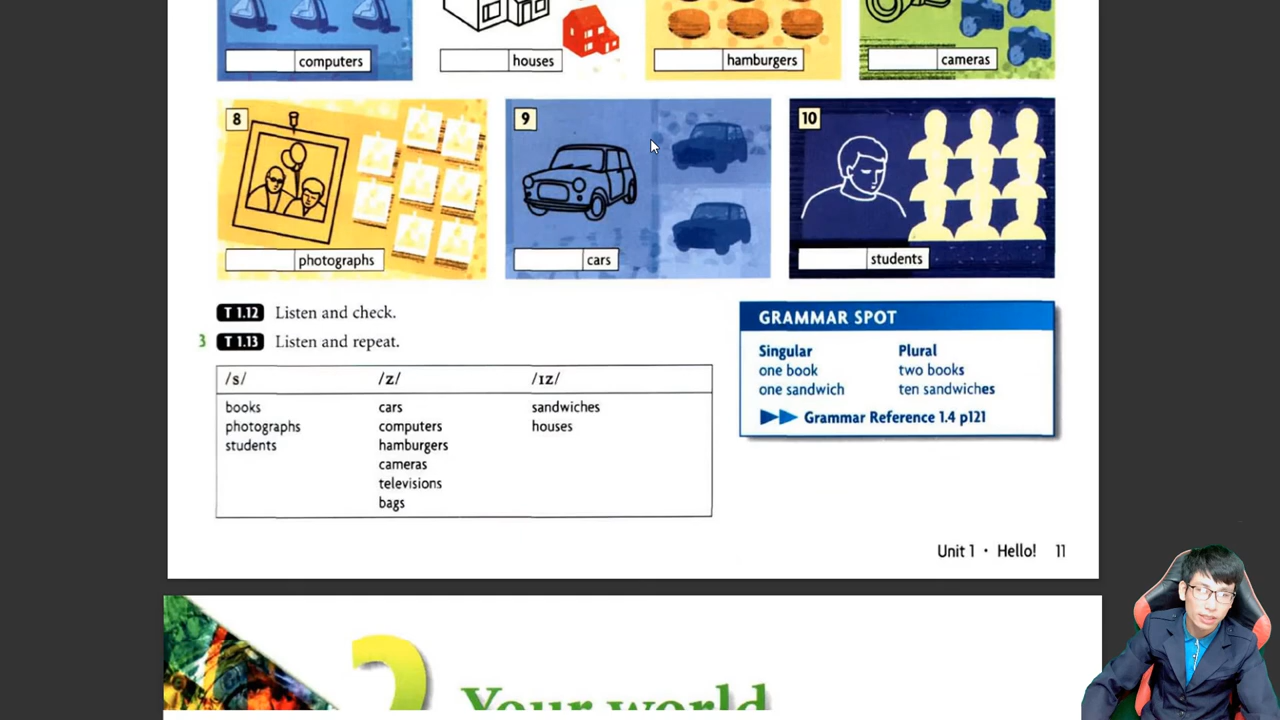 computers
houses
hamburgers
cameras
8
photographs
9
cars
10
students
T 1.12 Listen and check.
3 T 1.13 Listen and repeat.
/s/ /z/ /ɪz/
books cars sandwiches
photographs computers houses
students hamburgers
cameras
televisions
bags
GRAMMAR SPOT
Singular Plural
one book two books
one sandwich ten sandwiches
Grammar Reference 1.4 p121
Unit 1 · Hello! 11
2
Your world